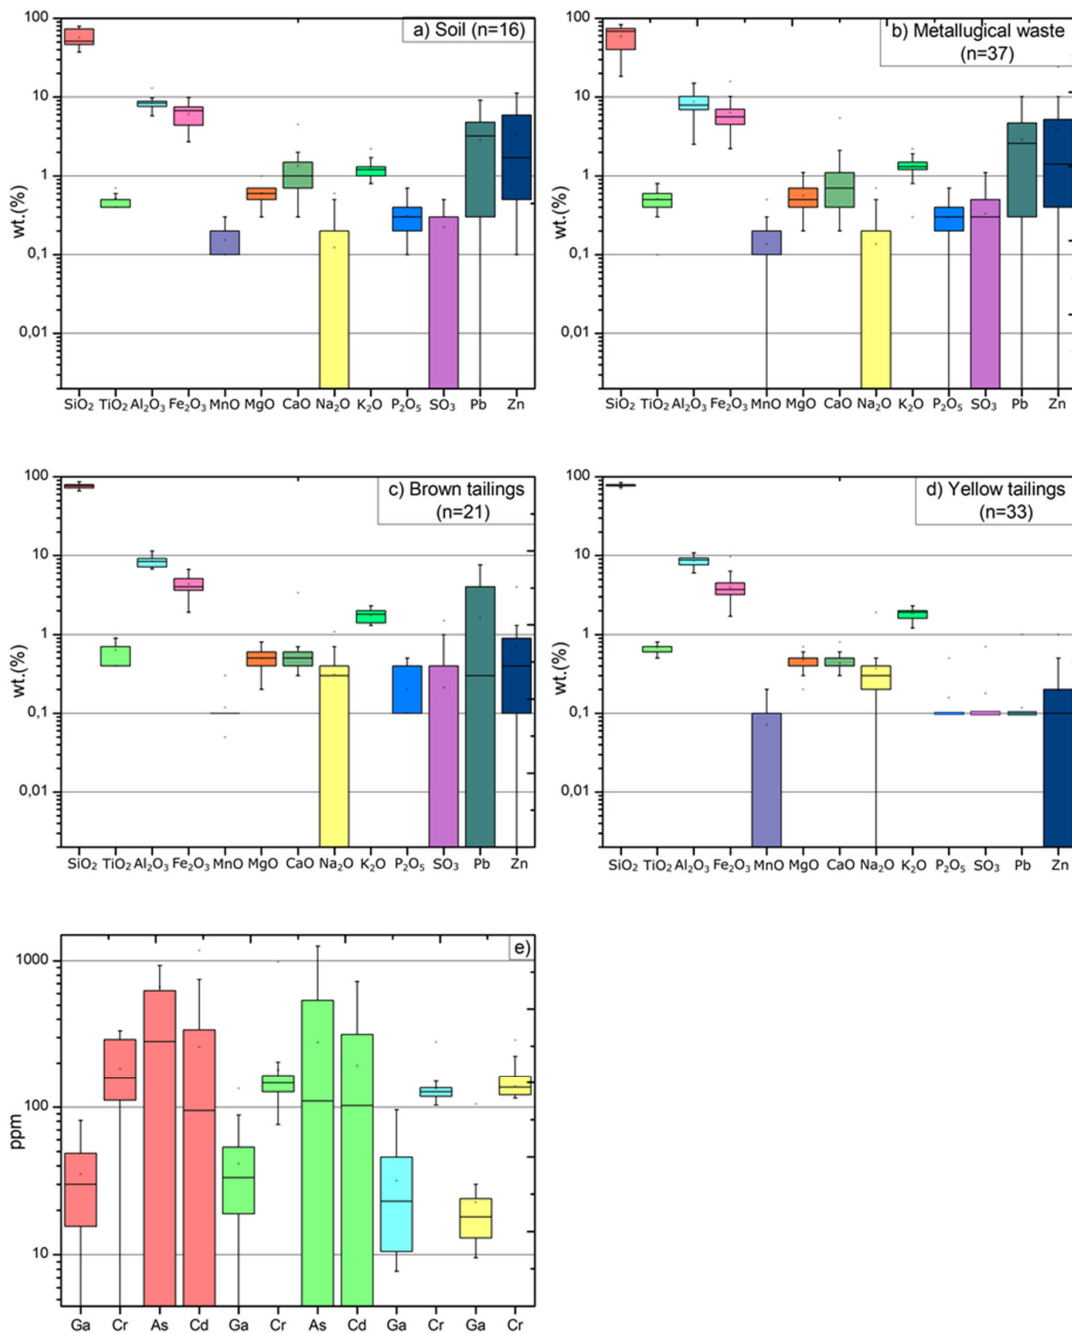 a) Soil (n=16)
wt.(%)
100
10
1
0,1
0,01
SiO₂ TiO₂ Al₂O₃ Fe₂O₃ MnO MgO CaO Na₂O K₂O P₂O₅ SO₃ Pb Zn
b) Metallugical waste
(n=37)
wt.(%)
100
10
1
0,1
0,01
SiO₂ TiO₂ Al₂O₃ Fe₂O₃ MnO MgO CaO Na₂O K₂O P₂O₅ SO₃ Pb Zn
c) Brown tailings
(n=21)
wt.(%)
100
10
1
0,1
0,01
SiO₂ TiO₂ Al₂O₃ Fe₂O₃ MnO MgO CaO Na₂O K₂O P₂O₅ SO₃ Pb Zn
d) Yellow tailings
(n=33)
wt.(%)
100
10
1
0,1
0,01
SiO₂ TiO₂ Al₂O₃ Fe₂O₃ MnO MgO CaO Na₂O K₂O P₂O₅ SO₃ Pb Zn
e)
ppm
1000
100
10
Ga Cr As Cd Ga Cr As Cd Ga Cr Ga Cr